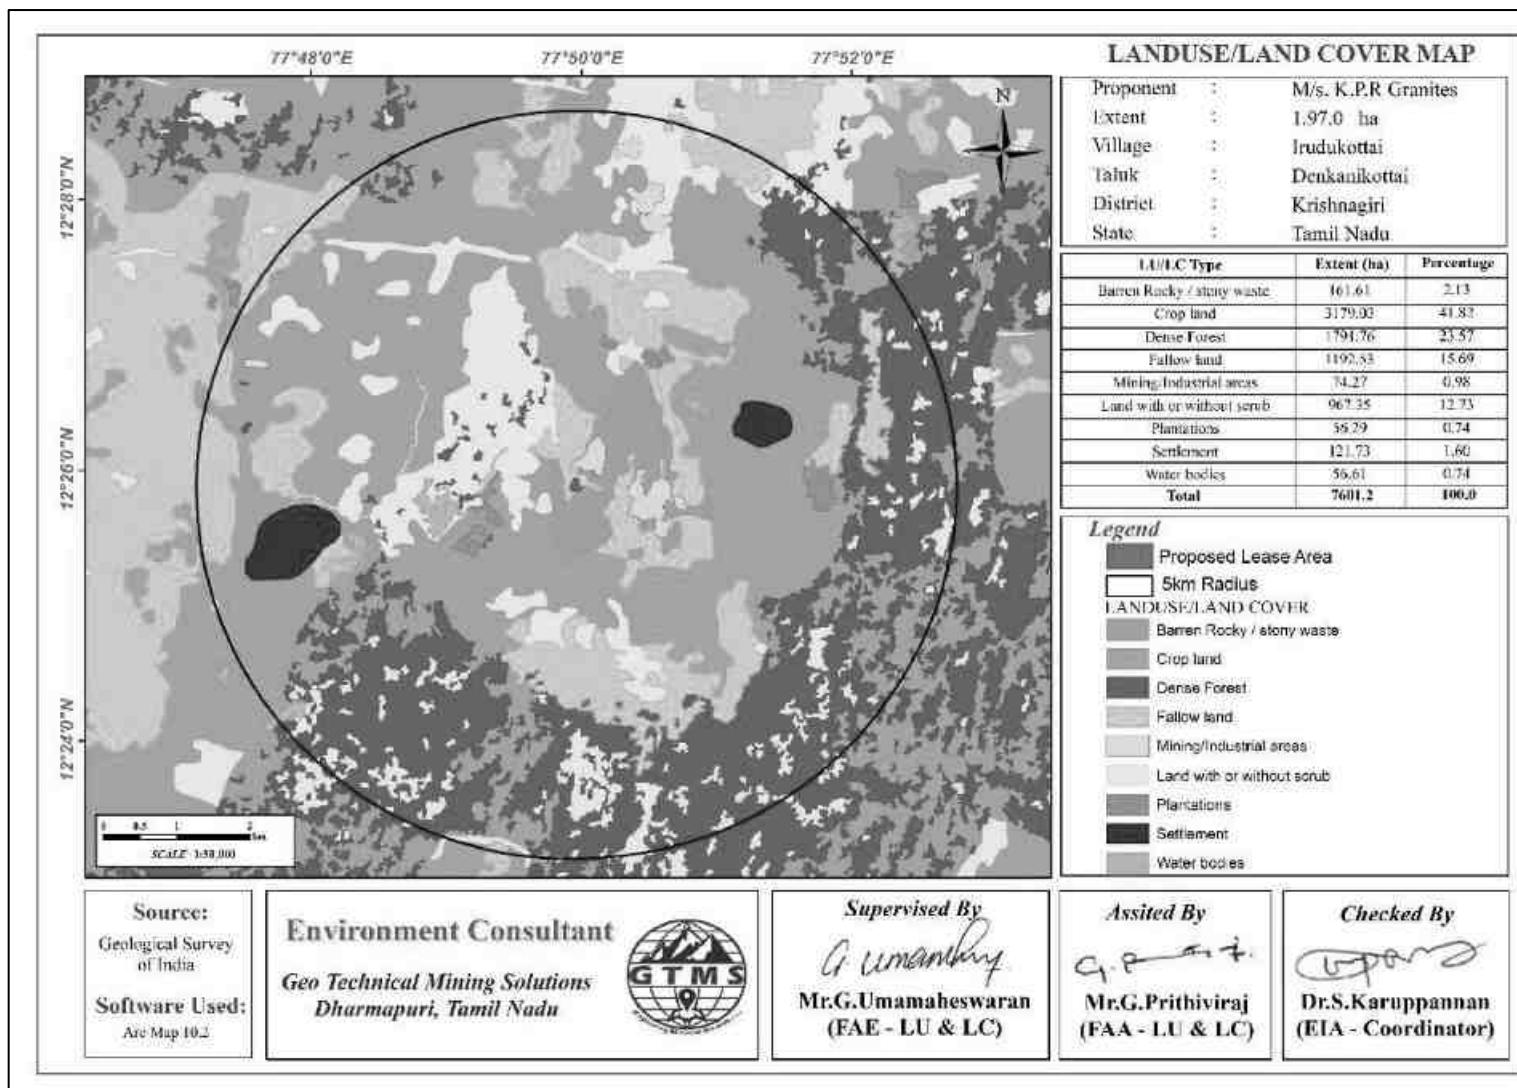 77°48'0"E 77°50'0"E 77°52'0"E
12°28'0"N
12°26'0"N
12°24'0"N
N
0 0.5 1 2
SCALE 1:50,000
LANDUSE/LAND COVER MAP
Proponent : M/s. K.P.R Granites
Extent : 1.97.0 ha
Village : Irudukottai
Taluk : Denkanikottai
District : Krishnagiri
State : Tamil Nadu
LU/LC Type Extent (ha) Percentage
Barren Rocky / stony waste 161.61 2.13
Crop land 3179.03 41.82
Dense Forest 1791.76 23.57
Fallow land 1192.53 15.69
Mining/Industrial areas 74.27 0.98
Land with or without scrub 967.35 12.73
Plantations 56.29 0.74
Settlement 121.73 1.60
Water bodies 56.61 0.74
Total 7601.2 100.0
Legend
Proposed Lease Area
5km Radius
LANDUSE/LAND COVER
Barren Rocky / stony waste
Crop land
Dense Forest
Fallow land
Mining/Industrial areas
Land with or without scrub
Plantations
Settlement
Water bodies
Source:
Geological Survey
of India
Software Used:
Arc Map 10.2
Environment Consultant
Geo Technical Mining Solutions
Dharmapuri, Tamil Nadu
GTMS
Supervised By
Mr.G.Umamaheswaran
(FAE - LU & LC)
Assited By
Mr.G.Prithiviraj
(FAA - LU & LC)
Checked By
Dr.S.Karuppannan
(EIA - Coordinator)